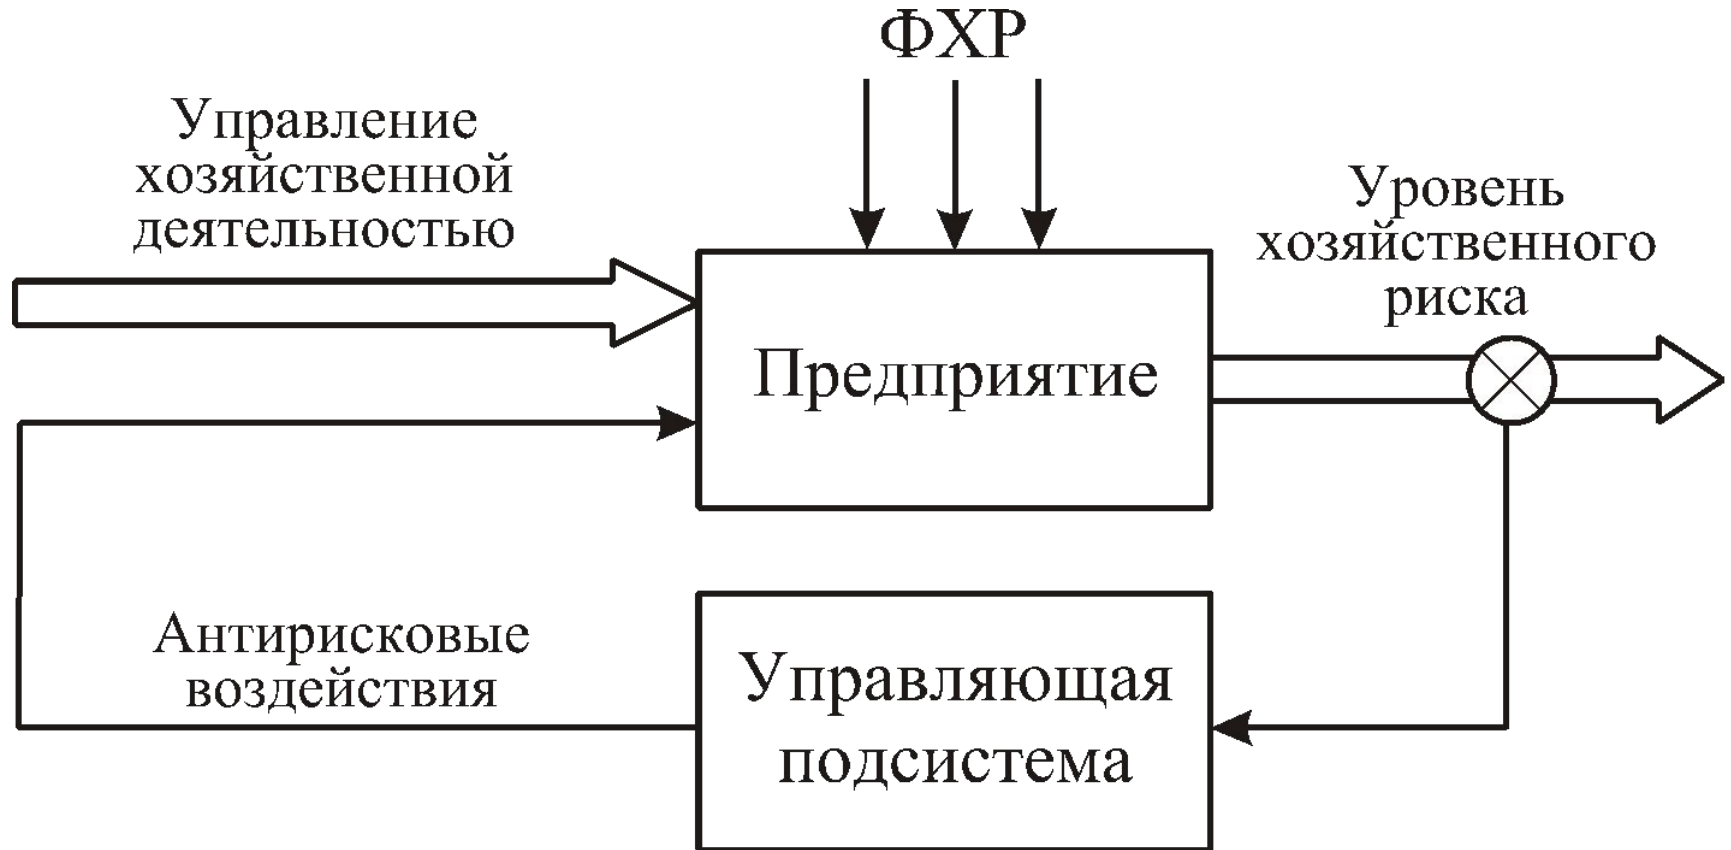 ФХР
Управление
хозяйственной
деятельностью
Уровень
хозяйственного
риска
Предприятие
Антирисковые
воздействия
Управляющая
подсистема